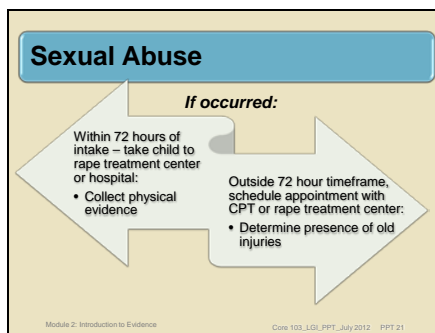 Sexual Abuse
If occurred:
Within 72 hours of
intake – take child to
rape treatment center
or hospital:
• Collect physical
evidence
Outside 72 hour timeframe,
schedule appointment with
CPT or rape treatment center:
• Determine presence of old
injuries
Module 2: Introduction to Evidence
Core 103_LGI_PPT_July 2012 PPT 21